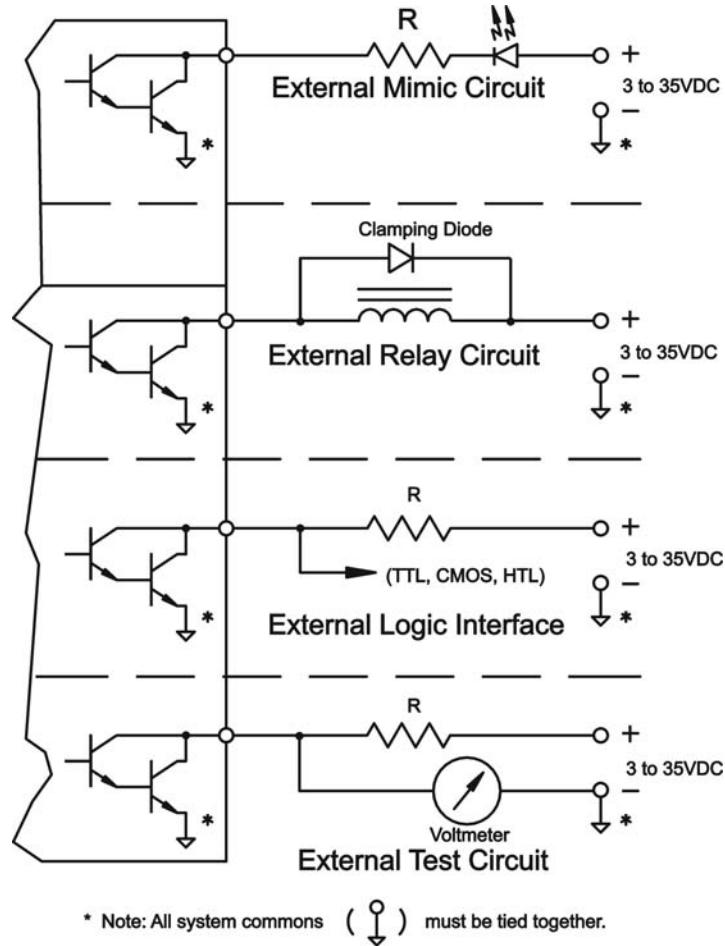 R
+
External Mimic Circuit
3 to 35VDC
−
*
*
Clamping Diode
+
External Relay Circuit
3 to 35VDC
−
*
*
R
+
(TTL, CMOS, HTL)
3 to 35VDC
−
*
External Logic Interface
*
R
+
3 to 35VDC
−
*
Voltmeter
*
External Test Circuit
* Note: All system commons ( ) must be tied together.